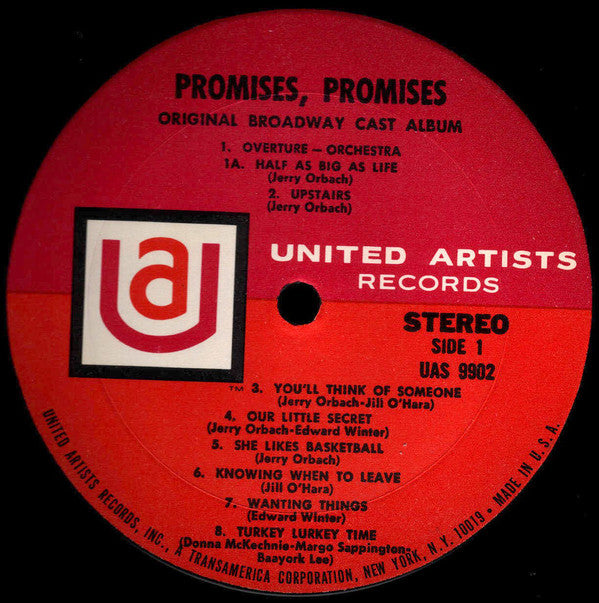 PROMISES, PROMISES
ORIGINAL BROADWAY CAST ALBUM
1. OVERTURE – ORCHESTRA
1A. HALF AS BIG AS LIFE
(Jerry Orbach)
2. UPSTAIRS
(Jerry Orbach)
ua
UNITED ARTISTS
RECORDS
STEREO
SIDE 1
UAS 9902
TM
3. YOU'LL THINK OF SOMEONE
(Jerry Orbach-Jill O'Hara)
4. OUR LITTLE SECRET
(Jerry Orbach-Edward Winter)
5. SHE LIKES BASKETBALL
(Jerry Orbach)
6. KNOWING WHEN TO LEAVE
(Jill O'Hara)
7. WANTING THINGS
(Edward Winter)
8. TURKEY LURKEY TIME
(Donna McKechnie-Margo Sappington-
Baayork Lee)
UNITED ARTISTS RECORDS, INC., A TRANSAMERICA CORPORATION, NEW YORK, N.Y. 10019 • MADE IN U.S.A.